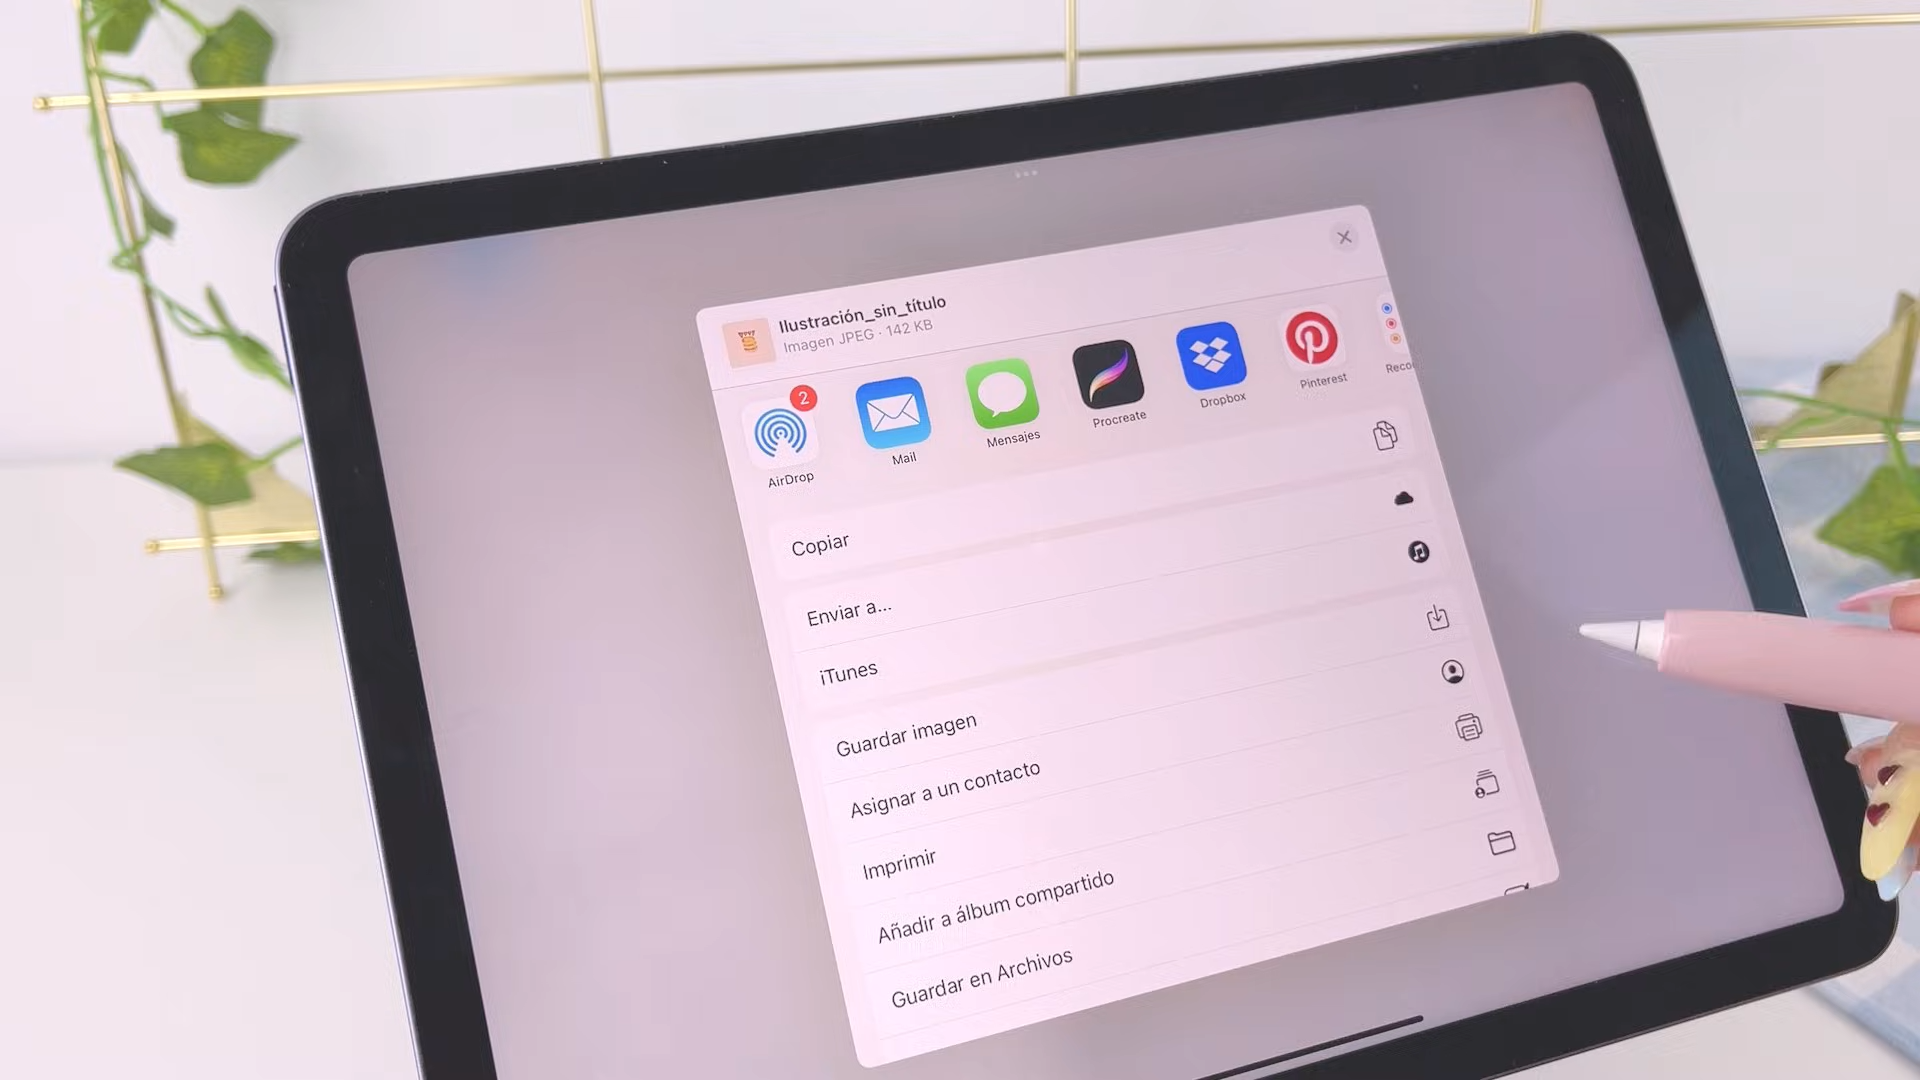 Ilustración_sin_título
Imagen JPEG · 142 KB
2
AirDrop
Mail
Mensajes
Procreate
Dropbox
Pinterest
Reco
Copiar
Enviar a...
iTunes
Guardar imagen
Asignar a un contacto
Imprimir
Añadir a álbum compartido
Guardar en Archivos